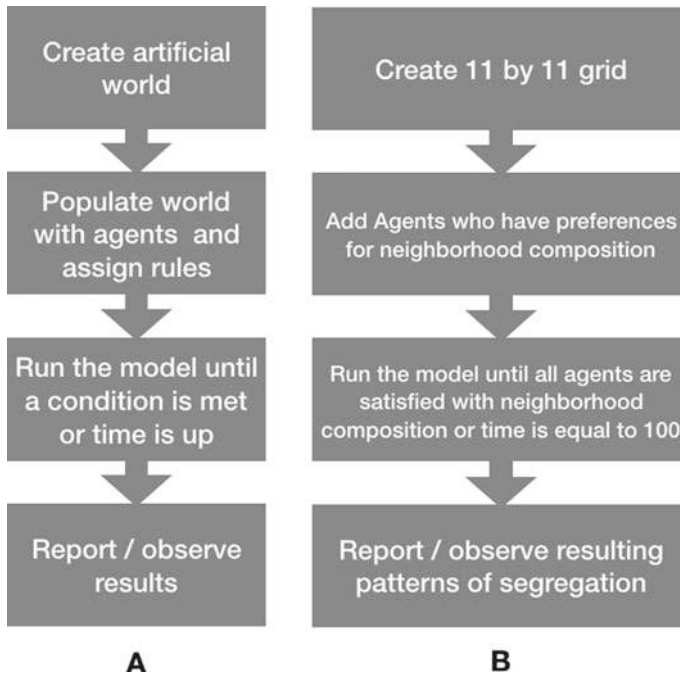 Create artificial
world
Populate world
with agents and
assign rules
Run the model until
a condition is met
or time is up
Report / observe
results
A
Create 11 by 11 grid
Add Agents who have preferences
for neighborhood composition
Run the model until all agents are
satisfied with neighborhood
composition or time is equal to 100
Report / observe resulting
patterns of segregation
B